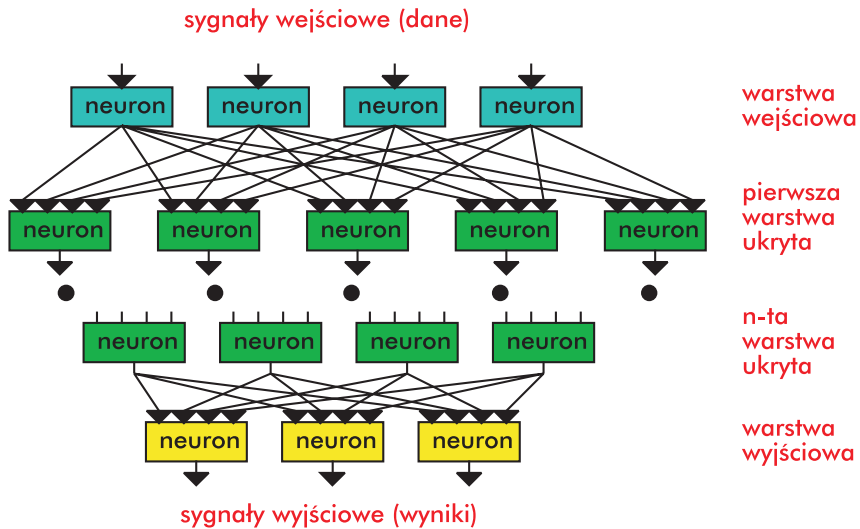 sygnały wejściowe (dane)
neuron neuron neuron neuron
warstwa
wejściowa
neuron neuron neuron neuron neuron
pierwsza
warstwa
ukryta
neuron neuron neuron neuron
n-ta
warstwa
ukryta
neuron neuron neuron
warstwa
wyjściowa
sygnały wyjściowe (wyniki)